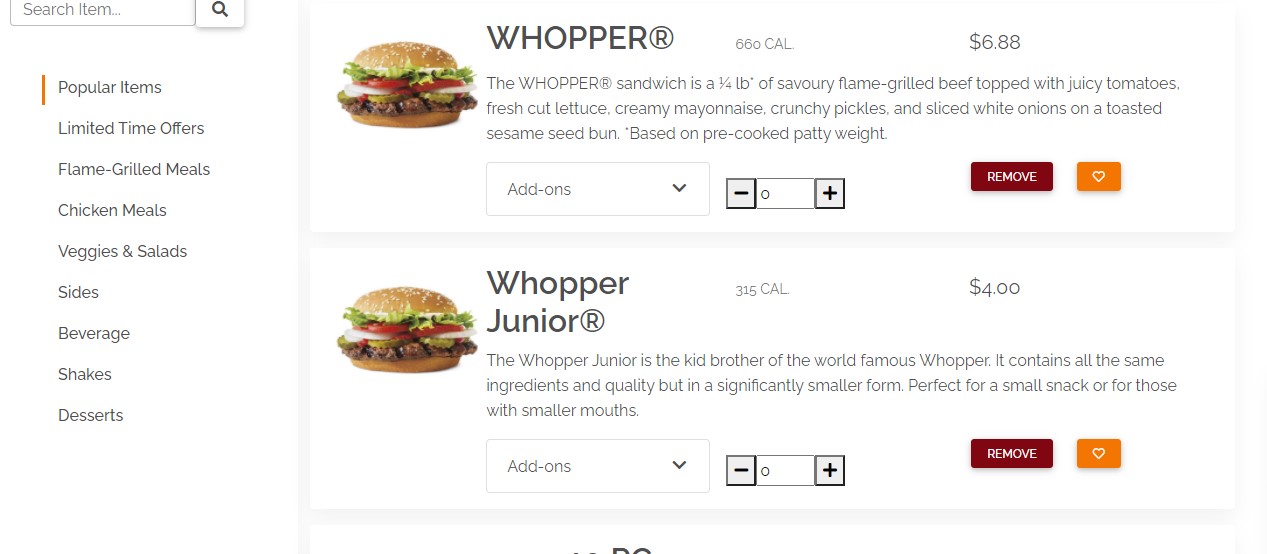 Search Item...
Popular Items
Limited Time Offers
Flame-Grilled Meals
Chicken Meals
Veggies & Salads
Sides
Beverage
Shakes
Desserts
WHOPPER®
660 CAL.
$6.88
The WHOPPER® sandwich is a ¼ lb* of savoury flame-grilled beef topped with juicy tomatoes,
fresh cut lettuce, creamy mayonnaise, crunchy pickles, and sliced white onions on a toasted
sesame seed bun. *Based on pre-cooked patty weight.
Add-ons
0
REMOVE
Whopper
Junior®
315 CAL.
$4.00
The Whopper Junior is the kid brother of the world famous Whopper. It contains all the same
ingredients and quality but in a significantly smaller form. Perfect for a small snack or for those
with smaller mouths.
Add-ons
0
REMOVE